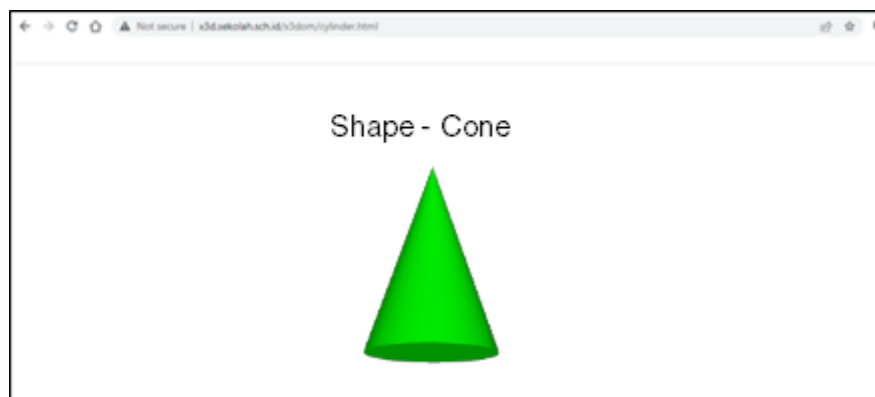 Not secure | x3d.sekolah.sch.id/x3dom/cylinder.html
Shape - Cone